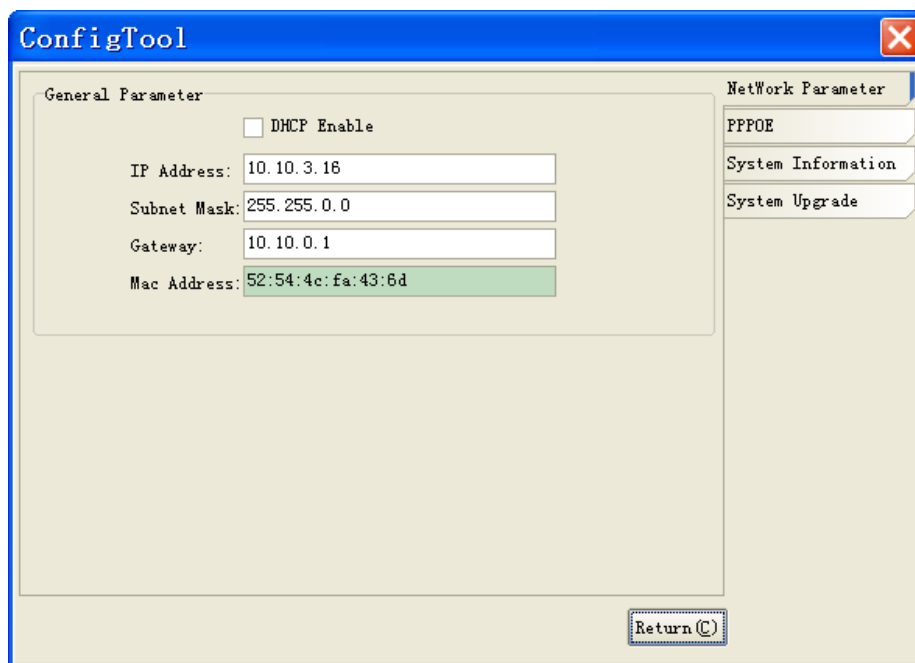 ConfigTool
General Parameter
DHCP Enable
IP Address: 10.10.3.16
Subnet Mask: 255.255.0.0
Gateway: 10.10.0.1
Mac Address: 52:54:4c:fa:43:6d
NetWork Parameter
PPPOE
System Information
System Upgrade
Return(C)